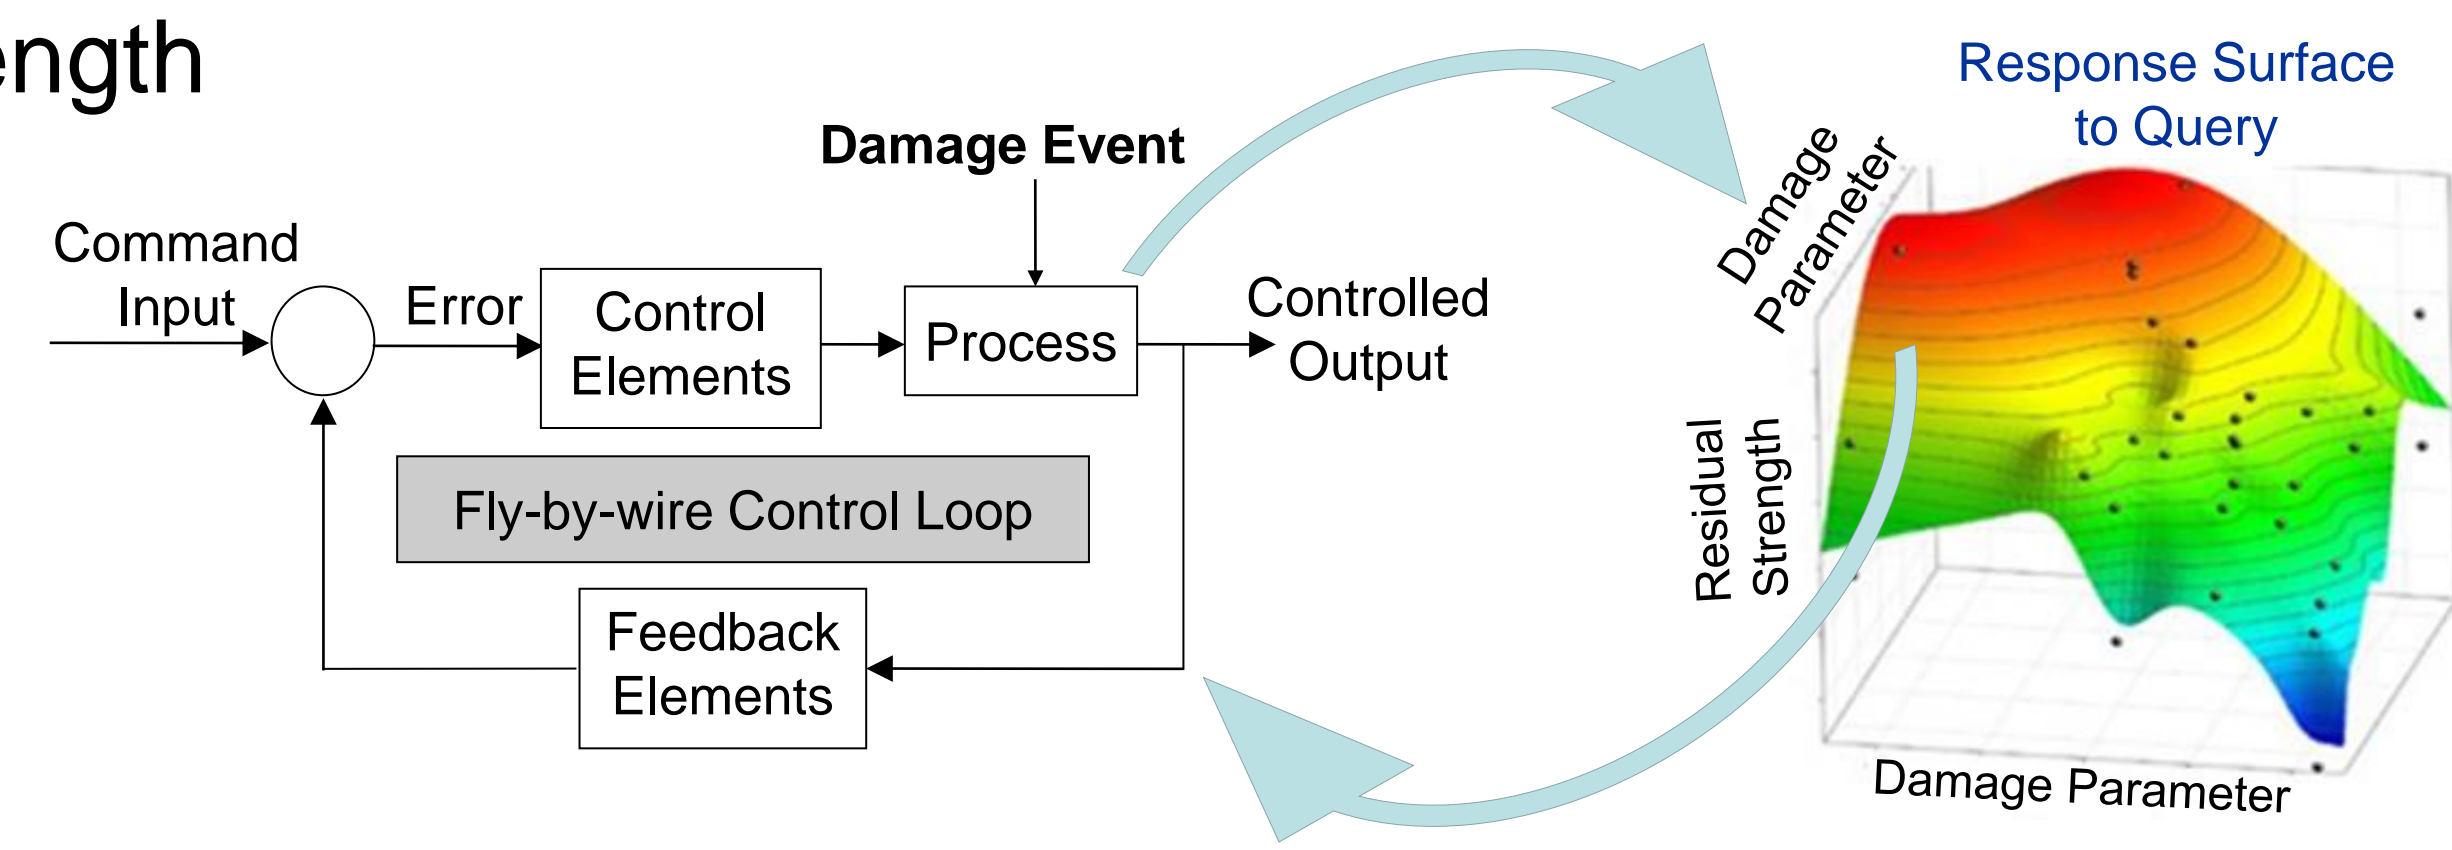 Response Surface
to Query
Damage Event
Damage
Parameter
Command
Input
Error
Control
Elements
Process
Controlled
Output
Residual
Strength
Fly-by-wire Control Loop
Feedback
Elements
Damage Parameter